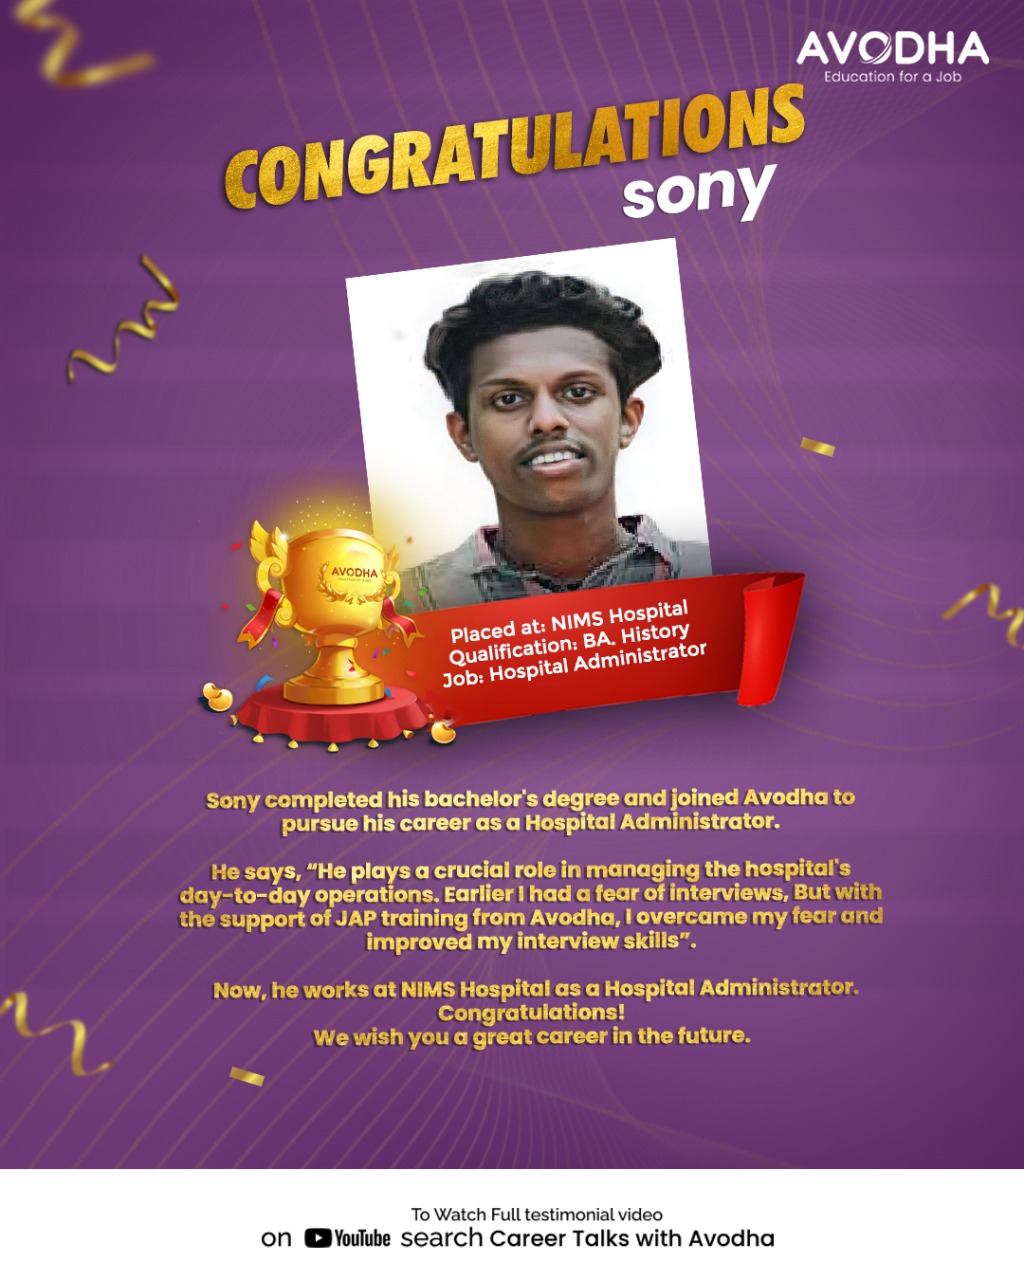 AVODHA
Education for a Job
CONGRATULATIONS
sony
AVODHA
Placed at: NIMS Hospital
Qualification: BA. History
Job: Hospital Administrator
Sony completed his bachelor's degree and joined Avodha to
pursue his career as a Hospital Administrator.
He says, “He plays a crucial role in managing the hospital's
day-to-day operations. Earlier I had a fear of interviews, But with
the support of JAP training from Avodha, I overcame my fear and
improved my interview skills”.
Now, he works at NIMS Hospital as a Hospital Administrator.
Congratulations!
We wish you a great career in the future.
To Watch Full testimonial video
on YouTube search Career Talks with Avodha